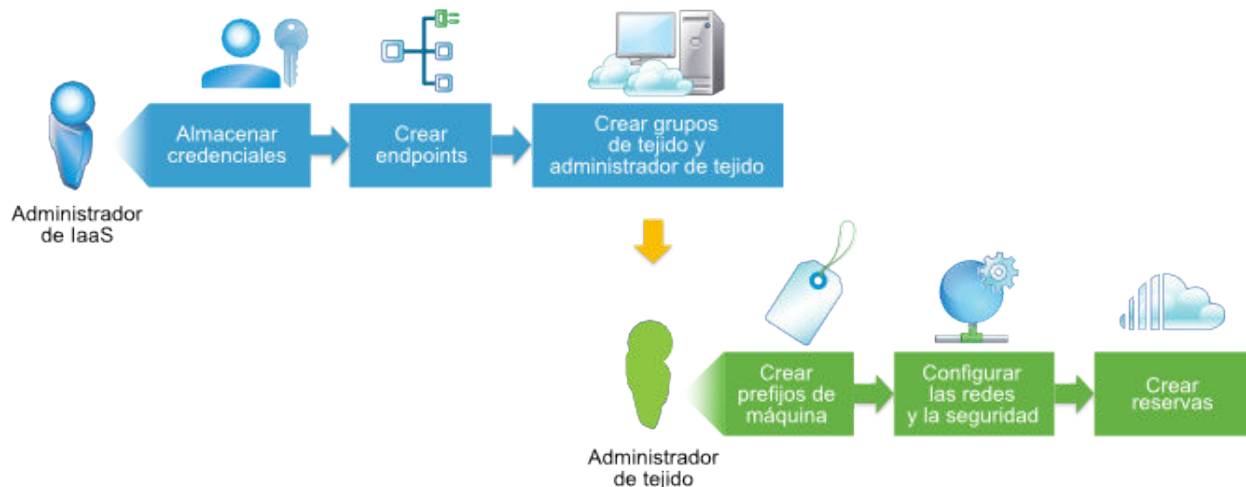 Almacenar
credenciales
Crear
endpoints
Crear grupos
de tejido y
administrador de tejido
Administrador
de IaaS
Crear
prefijos de
máquina
Configurar
las redes
y la seguridad
Crear
reservas
Administrador
de tejido